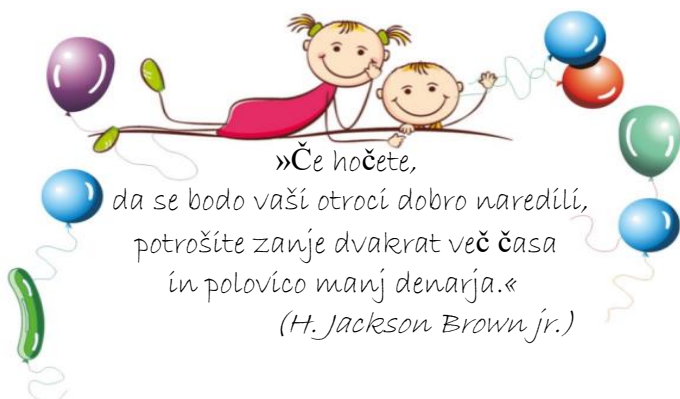 »Če hočete,
da se bodo vaši otroci dobro naredili,
potrošite zanje dvakrat več časa
in polovico manj denarja.«
(H. Jackson Brown jr.)